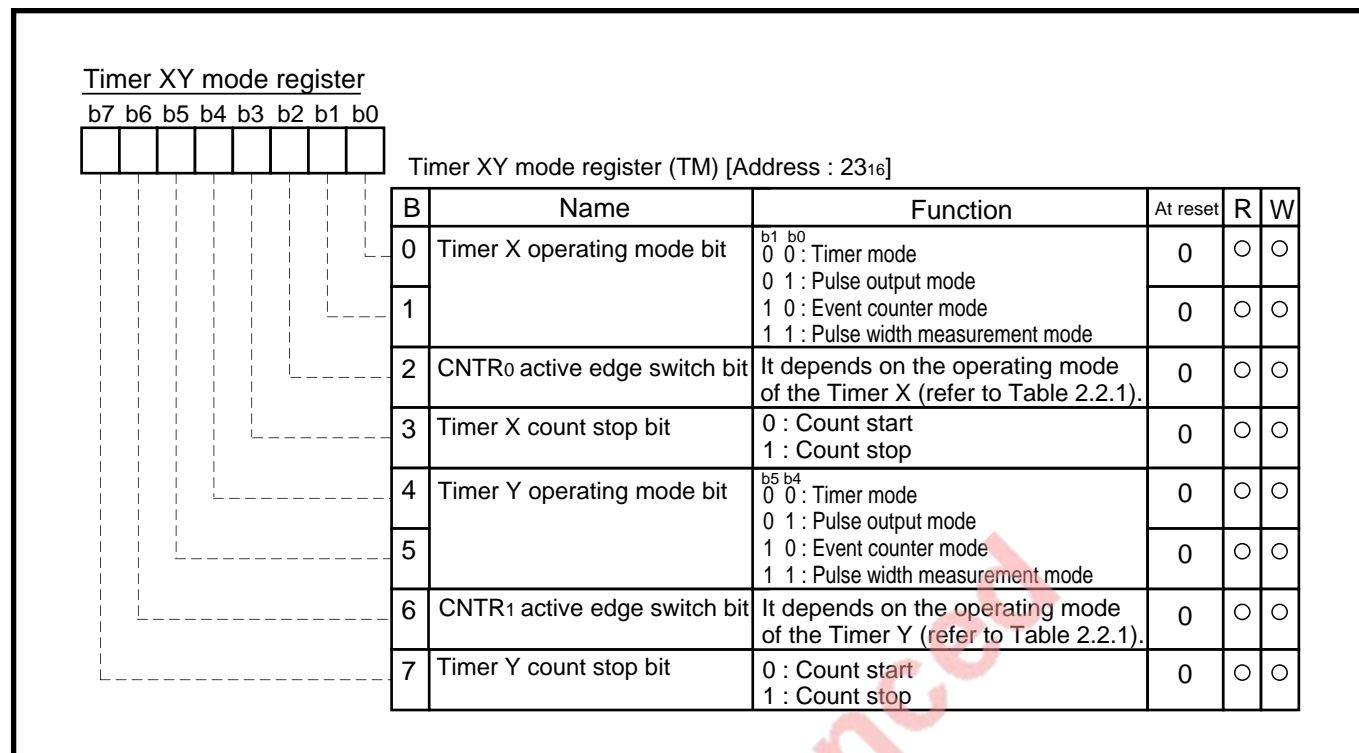 Timer XY mode register
b7 b6 b5 b4 b3 b2 b1 b0
Timer XY mode register (TM) [Address : 23₁₆]
B Name Function At reset R W
0 Timer X operating mode bit b1 b0
0 0 : Timer mode 0 ○ ○
0 1 : Pulse output mode
1 1 0 : Event counter mode 0 ○ ○
1 1 : Pulse width measurement mode
2 CNTR₀ active edge switch bit It depends on the operating mode
of the Timer X (refer to Table 2.2.1). 0 ○ ○
3 Timer X count stop bit 0 : Count start
1 : Count stop 0 ○ ○
4 Timer Y operating mode bit b5 b4
0 0 : Timer mode 0 ○ ○
0 1 : Pulse output mode
5 1 0 : Event counter mode 0 ○ ○
1 1 : Pulse width measurement mode
6 CNTR₁ active edge switch bit It depends on the operating mode
of the Timer Y (refer to Table 2.2.1). 0 ○ ○
7 Timer Y count stop bit 0 : Count start
1 : Count stop 0 ○ ○